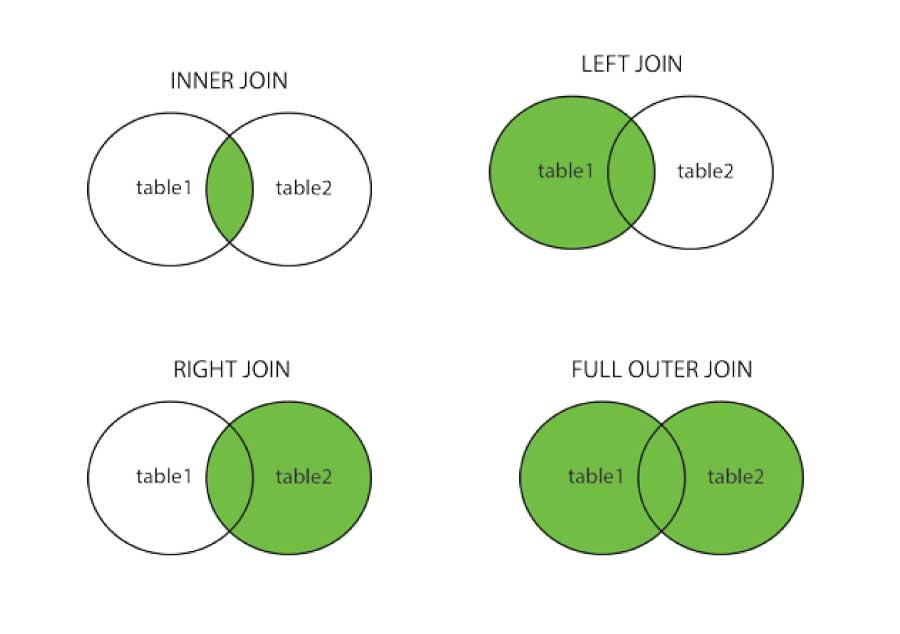 INNER JOIN
table1
table2
LEFT JOIN
table1
table2
RIGHT JOIN
table1
table2
FULL OUTER JOIN
table1
table2